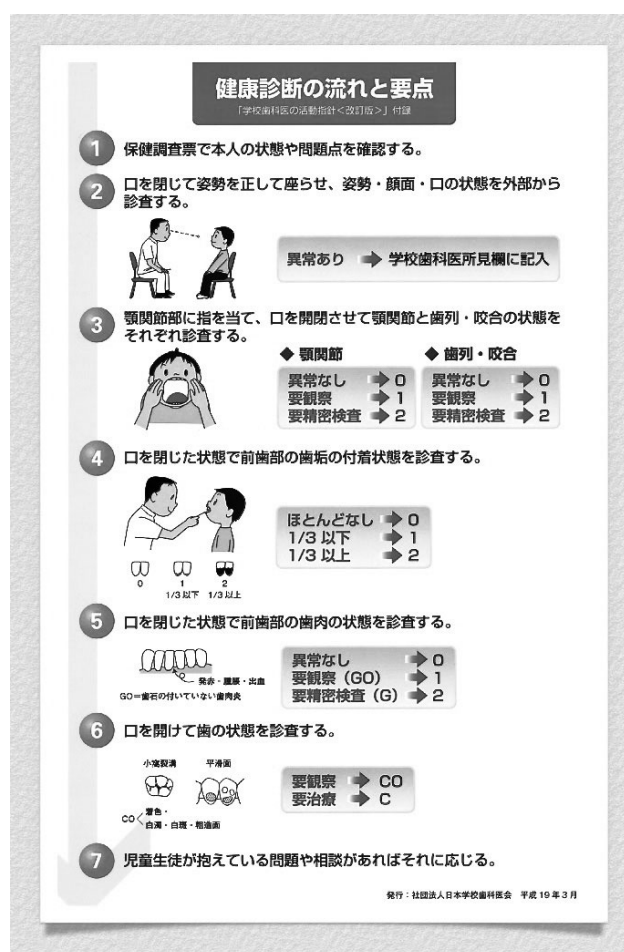 健康診断の流れと要点
「学校歯科医の活動指針<改訂版>」付録
1 保健調査票で本人の状態や問題点を確認する。
2 口を閉じて姿勢を正して座らせ、姿勢・顔面・口の状態を外部から
診査する。
異常あり ➡ 学校歯科医所見欄に記入
3 顎関節部に指を当て、口を開閉させて顎関節と歯列・咬合の状態を
それぞれ診査する。
◆ 顎関節
異常なし ➡ 0
要観察 ➡ 1
要精密検査 ➡ 2
◆ 歯列・咬合
異常なし ➡ 0
要観察 ➡ 1
要精密検査 ➡ 2
4 口を閉じた状態で前歯部の歯垢の付着状態を診査する。
ほとんどなし ➡ 0
1/3 以下 ➡ 1
1/3 以上 ➡ 2
0 1 2
1/3 以下 1/3 以上
5 口を閉じた状態で前歯部の歯肉の状態を診査する。
発赤・腫脹・出血
GO=歯石の付いていない歯肉炎
異常なし ➡ 0
要観察（GO） ➡ 1
要精密検査（G） ➡ 2
6 口を開けて歯の状態を診査する。
小窩裂溝 平滑面
CO< 着色・
白濁・白斑・粗造面
要観察 ➡ CO
要治療 ➡ C
7 児童生徒が抱えている問題や相談があればそれに応じる。
発行：社団法人日本学校歯科医会 平成 19 年 3 月